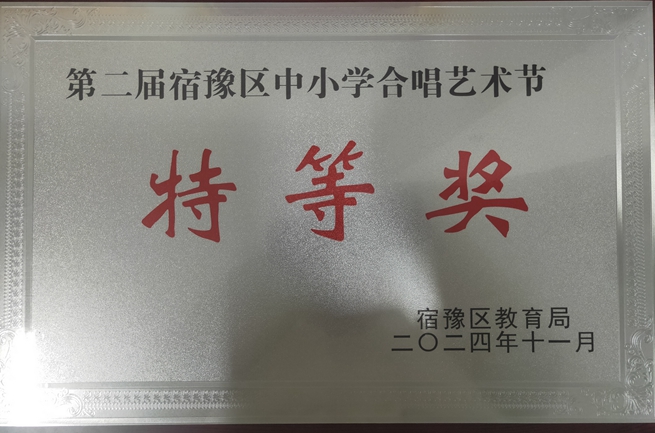 第二届宿豫区中小学合唱艺术节
特等奖
宿豫区教育局
二〇二四年十一月